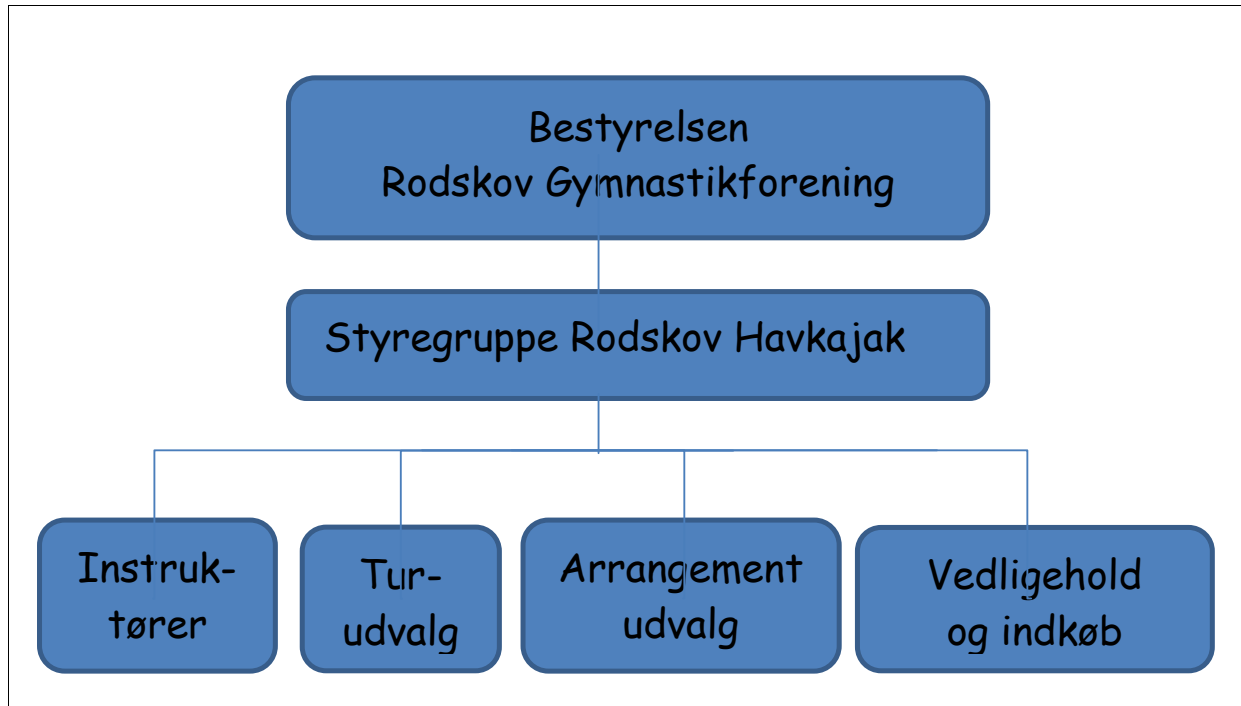 Bestyrelsen
Rodskov Gymnastikforening
Styregruppe Rodskov Havkajak
Instruk-
tører
Tur-
udvalg
Arrangement
udvalg
Vedligehold
og indkøb